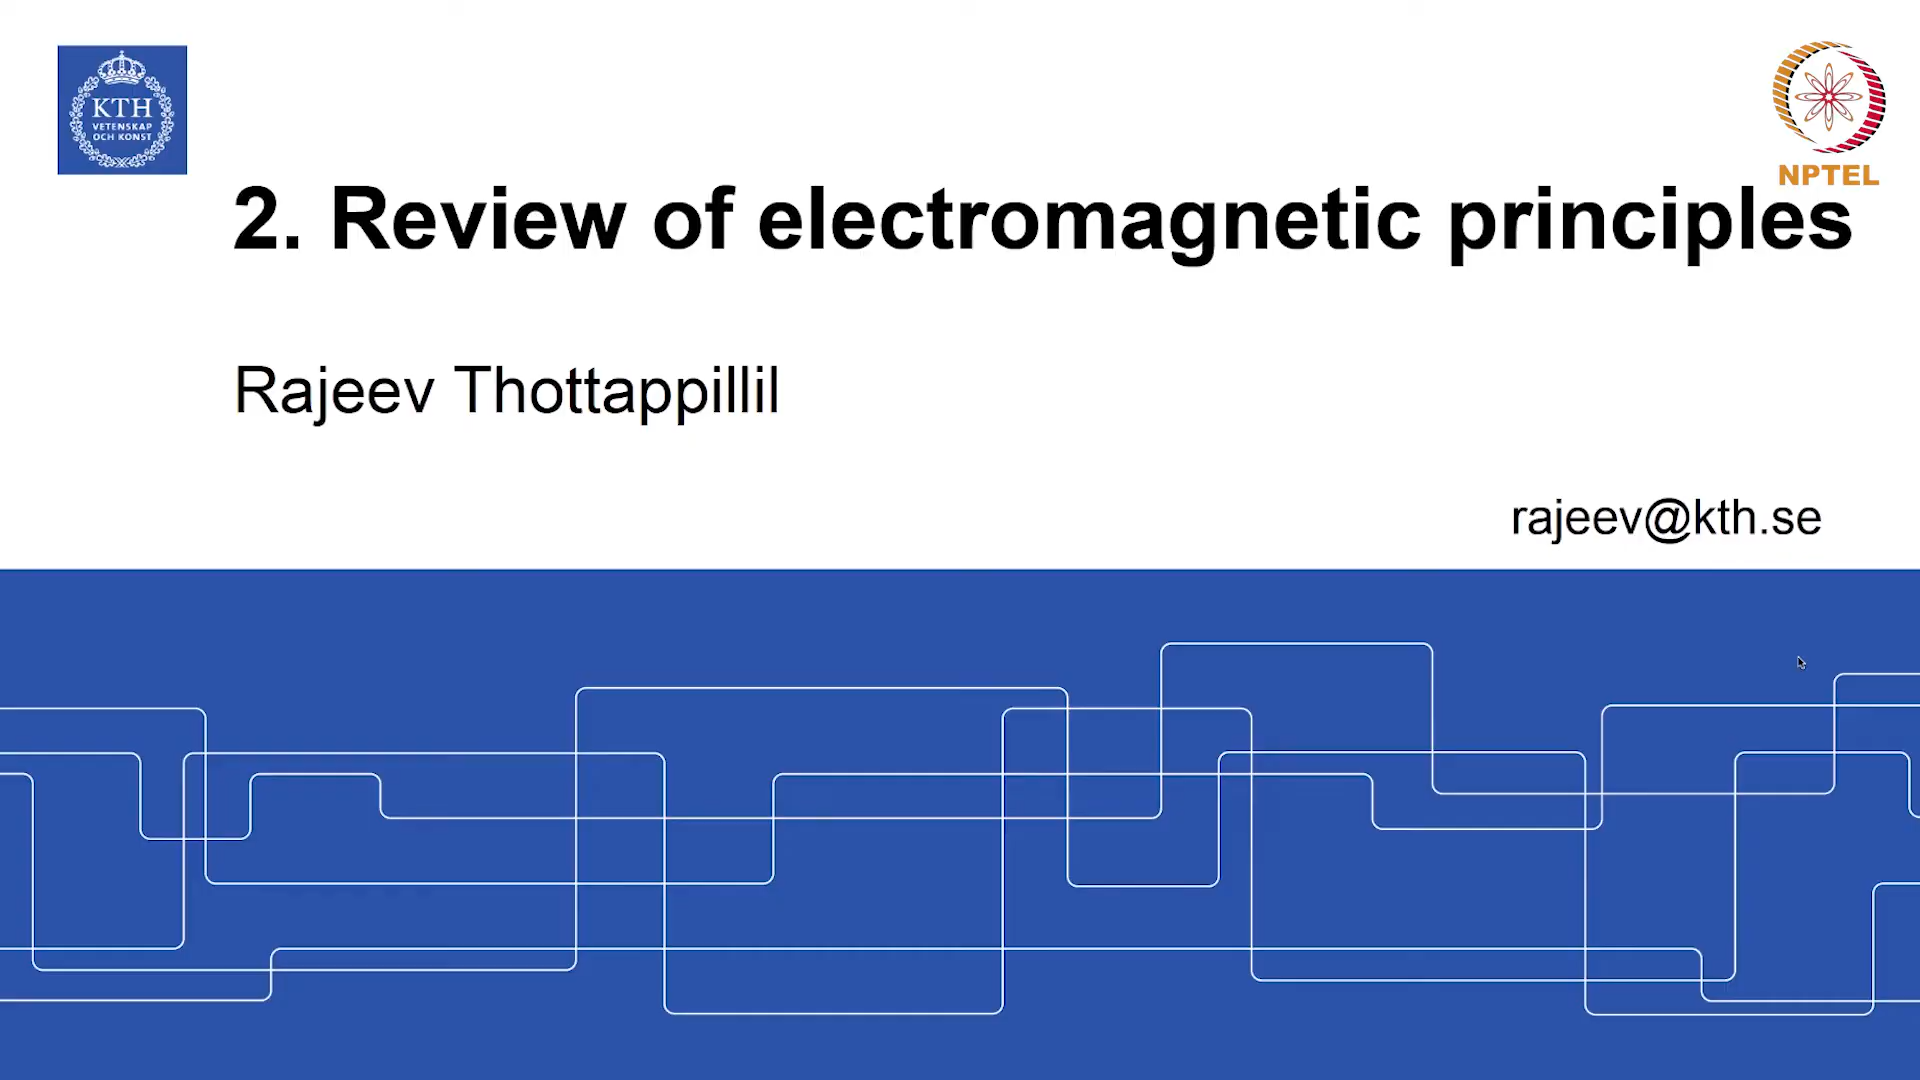 KTH
VETENSKAP
OCH KONST
NPTEL
2. Review of electromagnetic principles
Rajeev Thottappillil
rajeev@kth.se